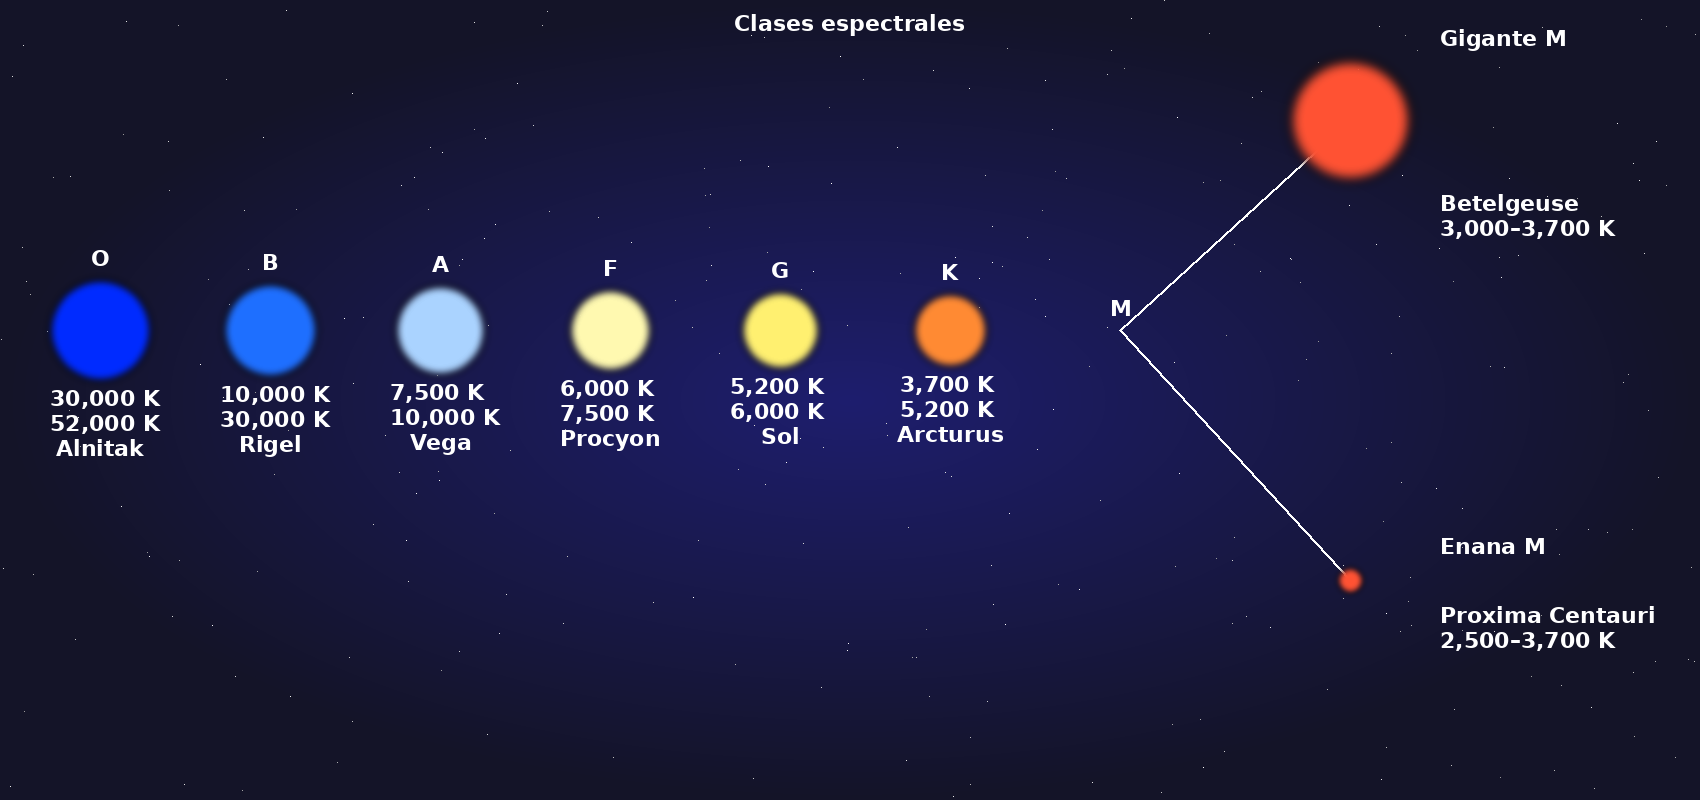 Clases espectrales
O
30,000 K
52,000 K
Alnitak
B
10,000 K
30,000 K
Rigel
A
7,500 K
10,000 K
Vega
F
6,000 K
7,500 K
Procyon
G
5,200 K
6,000 K
Sol
K
3,700 K
5,200 K
Arcturus
M
Gigante M
Betelgeuse
3,000–3,700 K
Enana M
Proxima Centauri
2,500–3,700 K